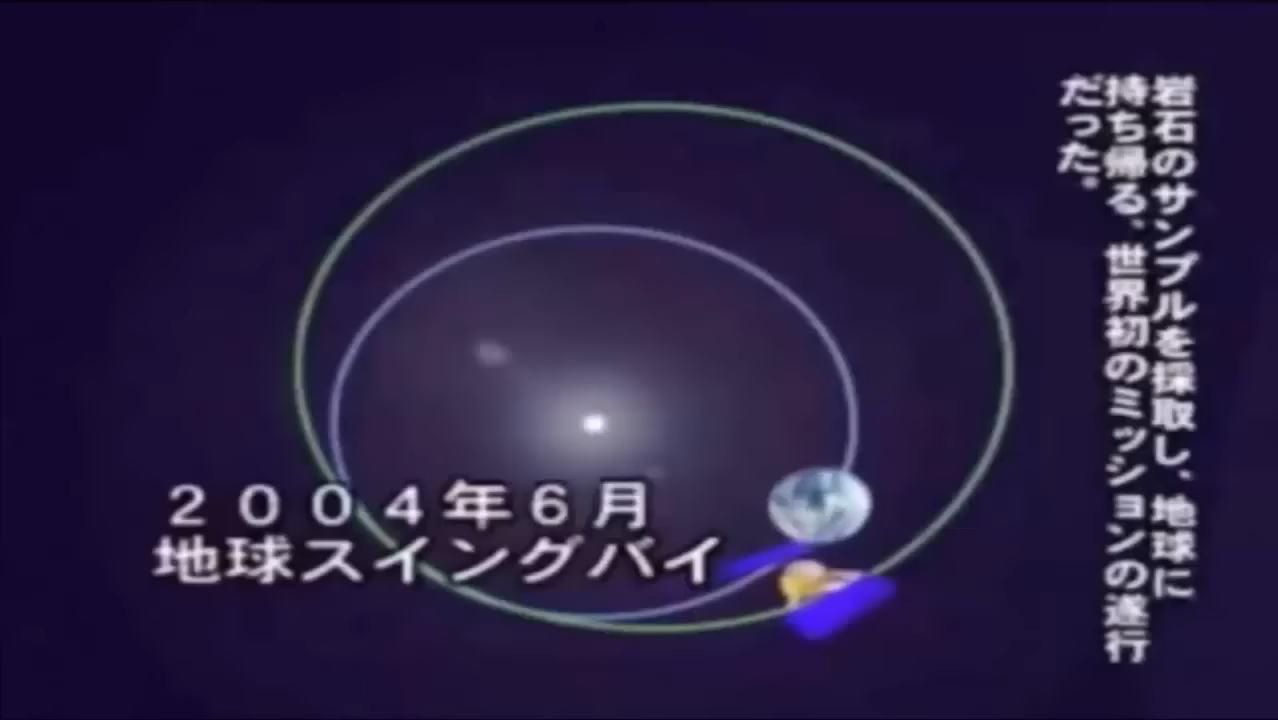 岩石のサンプルを採取し、地球に
持ち帰る、世界初のミッションの遂行
だった。
２００４年６月
地球スイングバイ